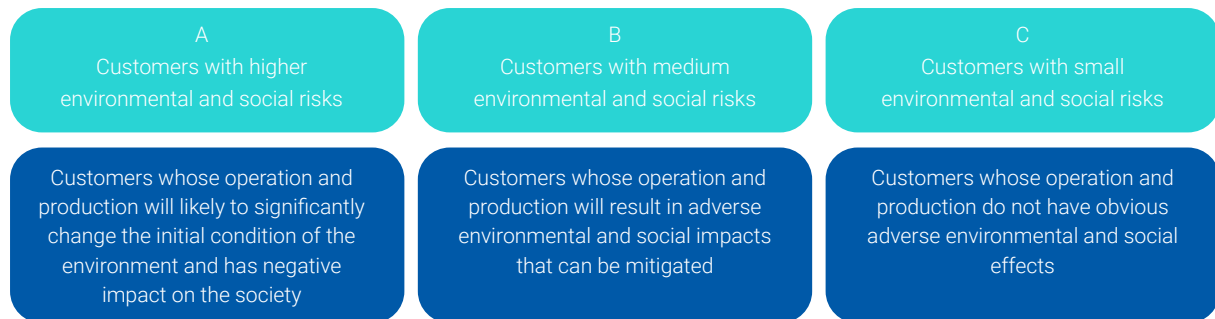 A
Customers with higher
environmental and social risks
B
Customers with medium
environmental and social risks
C
Customers with small
environmental and social risks
Customers whose operation and
production will likely to significantly
change the initial condition of the
environment and has negative
impact on the society
Customers whose operation and
production will result in adverse
environmental and social impacts
that can be mitigated
Customers whose operation and
production do not have obvious
adverse environmental and social
effects